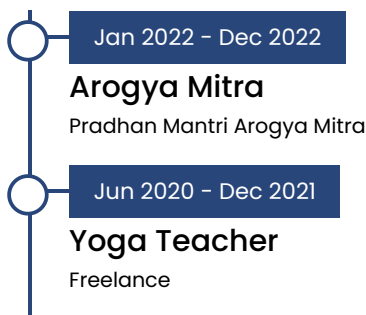 Jan 2022 - Dec 2022
Arogya Mitra
Pradhan Mantri Arogya Mitra
Jun 2020 - Dec 2021
Yoga Teacher
Freelance